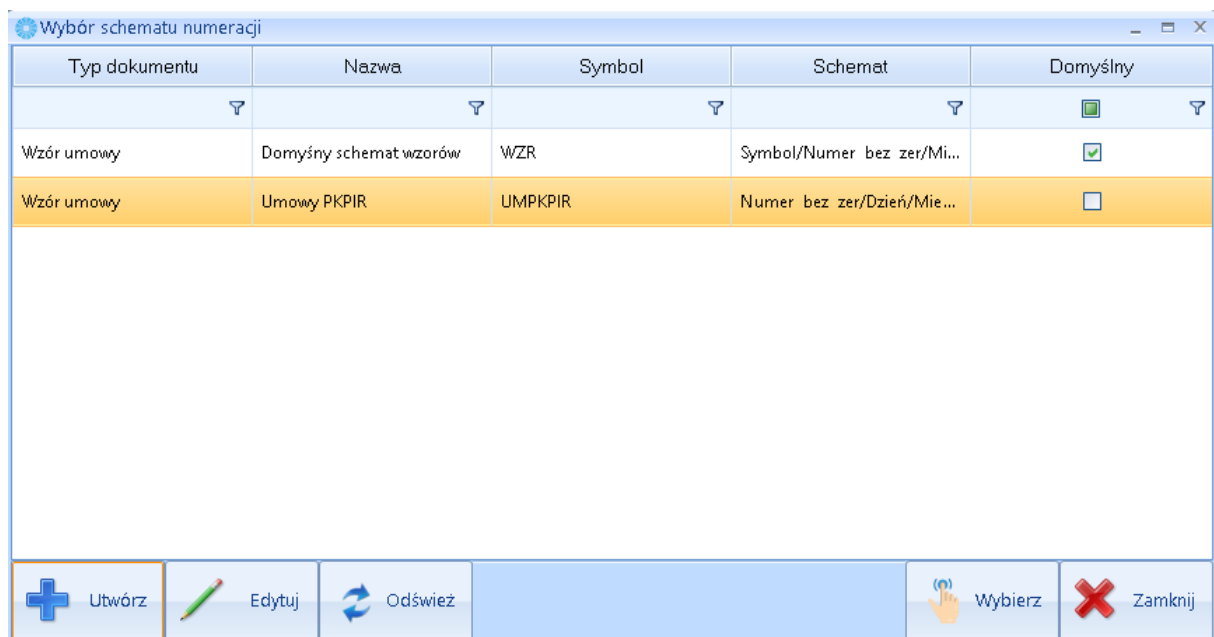 Wybór schematu numeracji
Typ dokumentu Nazwa Symbol Schemat Domyślny
Wzór umowy Domyśny schemat wzorów WZR Symbol/Numer bez zer/Mi...
Wzór umowy Umowy PKPIR UMPKPIR Numer bez zer/Dzień/Mie...
Utwórz Edytuj Odśwież Wybierz Zamknij